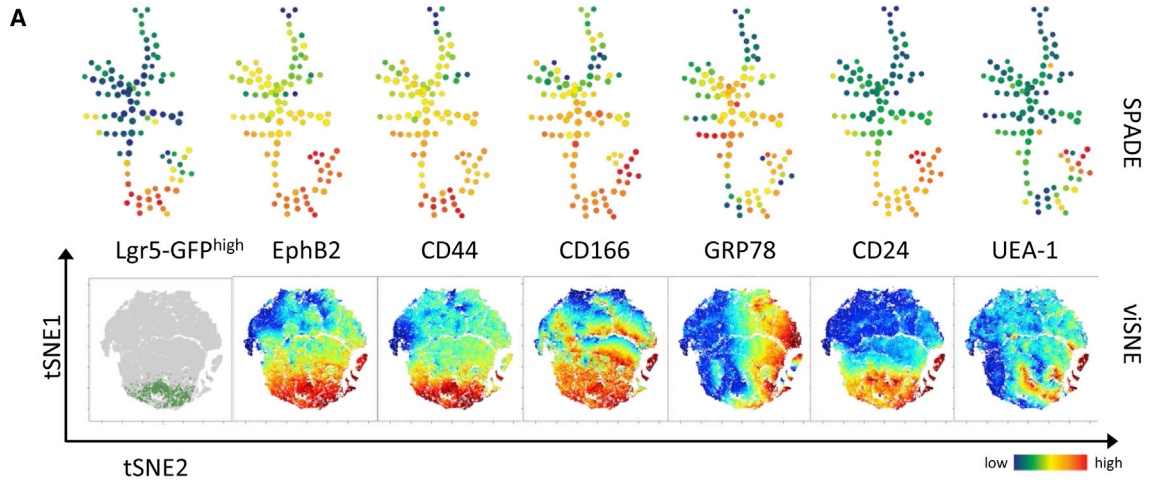 A
SPADE
Lgr5-GFPhigh EphB2 CD44 CD166 GRP78 CD24 UEA-1
tSNE1
viSNE
tSNE2
low high